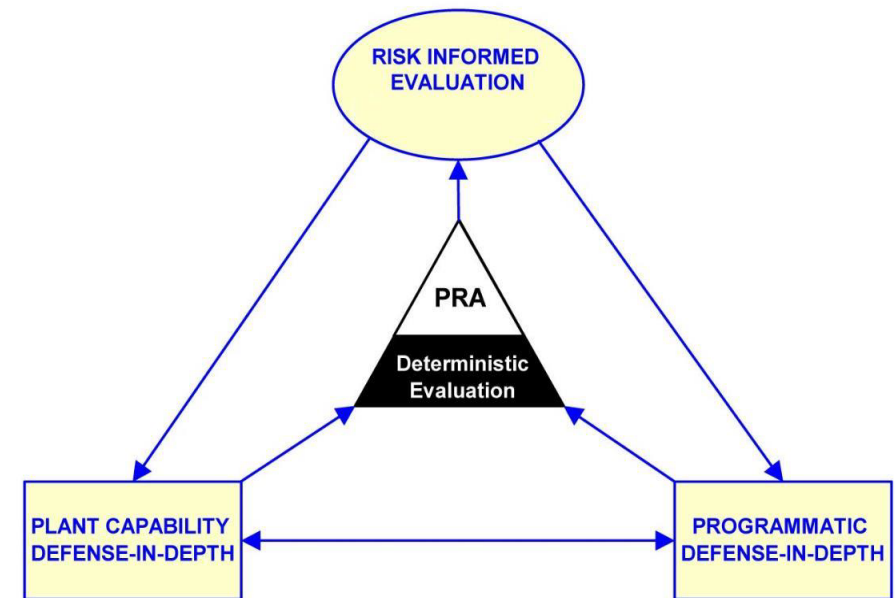 RISK INFORMED
EVALUATION
PRA
Deterministic
Evaluation
PLANT CAPABILITY
DEFENSE-IN-DEPTH
PROGRAMMATIC
DEFENSE-IN-DEPTH